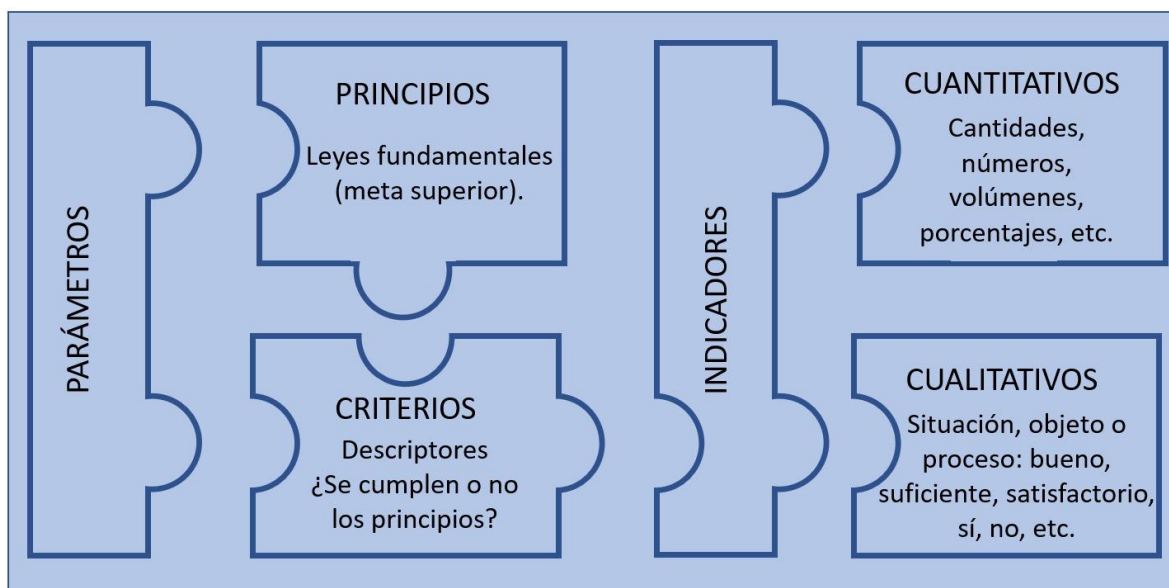 PARÁMETROS
PRINCIPIOS
Leyes fundamentales
(meta superior).
CRITERIOS
Descriptores
¿Se cumplen o no
los principios?
INDICADORES
CUANTITATIVOS
Cantidades,
números,
volúmenes,
porcentajes, etc.
CUALITATIVOS
Situación, objeto o
proceso: bueno,
suficiente, satisfactorio,
sí, no, etc.